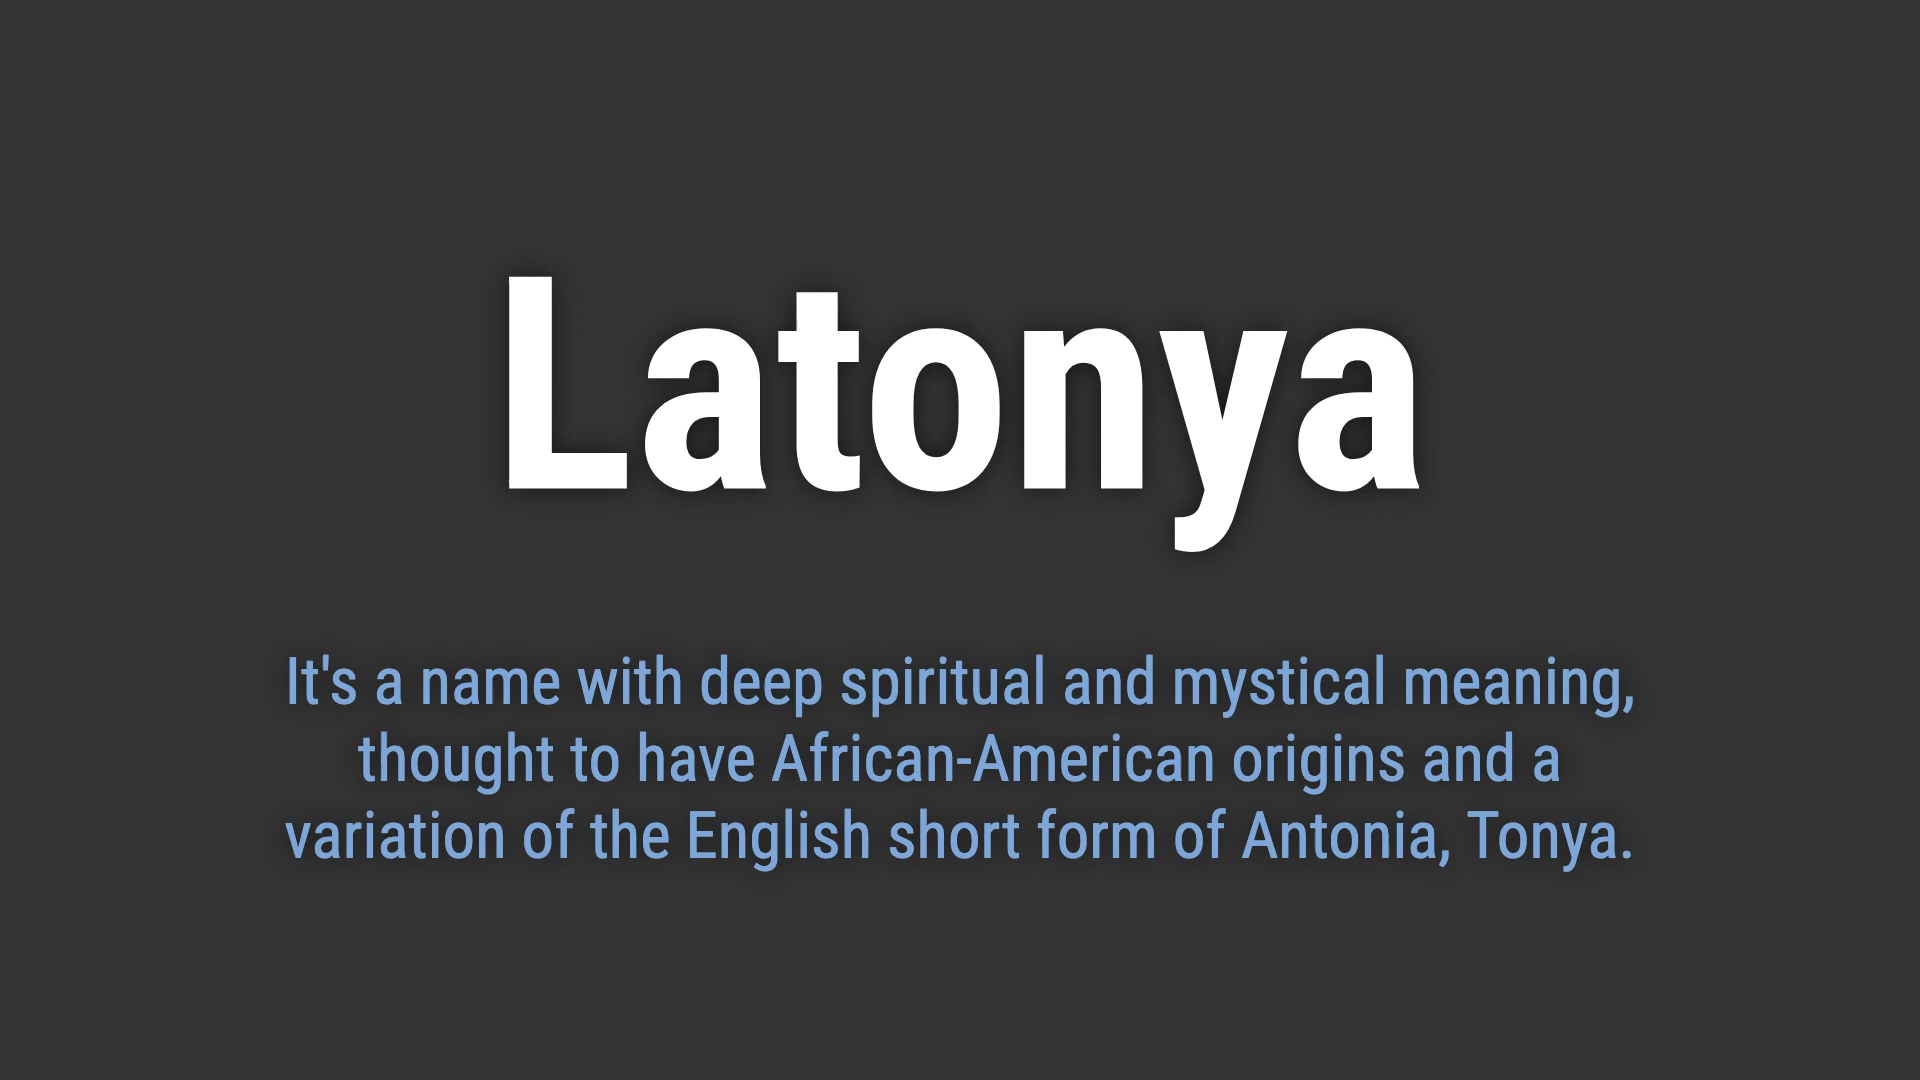 Latonya
It's a name with deep spiritual and mystical meaning,
thought to have African-American origins and a
variation of the English short form of Antonia, Tonya.